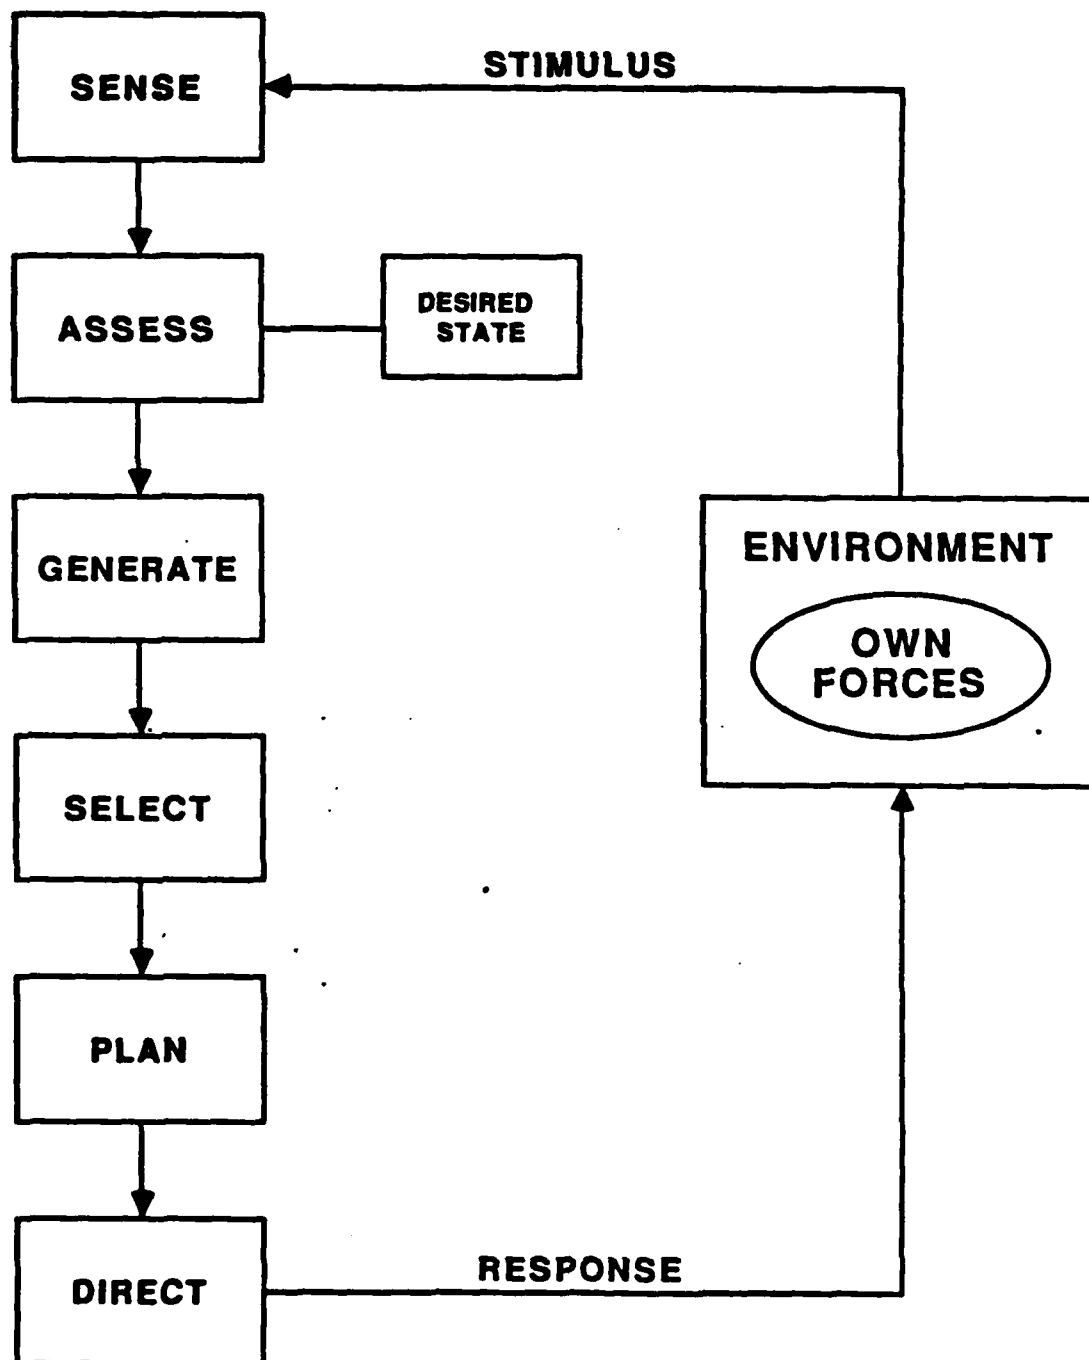 SENSE
STIMULUS
ASSESS
DESIRED
STATE
GENERATE
ENVIRONMENT
OWN
FORCES
SELECT
PLAN
DIRECT
RESPONSE